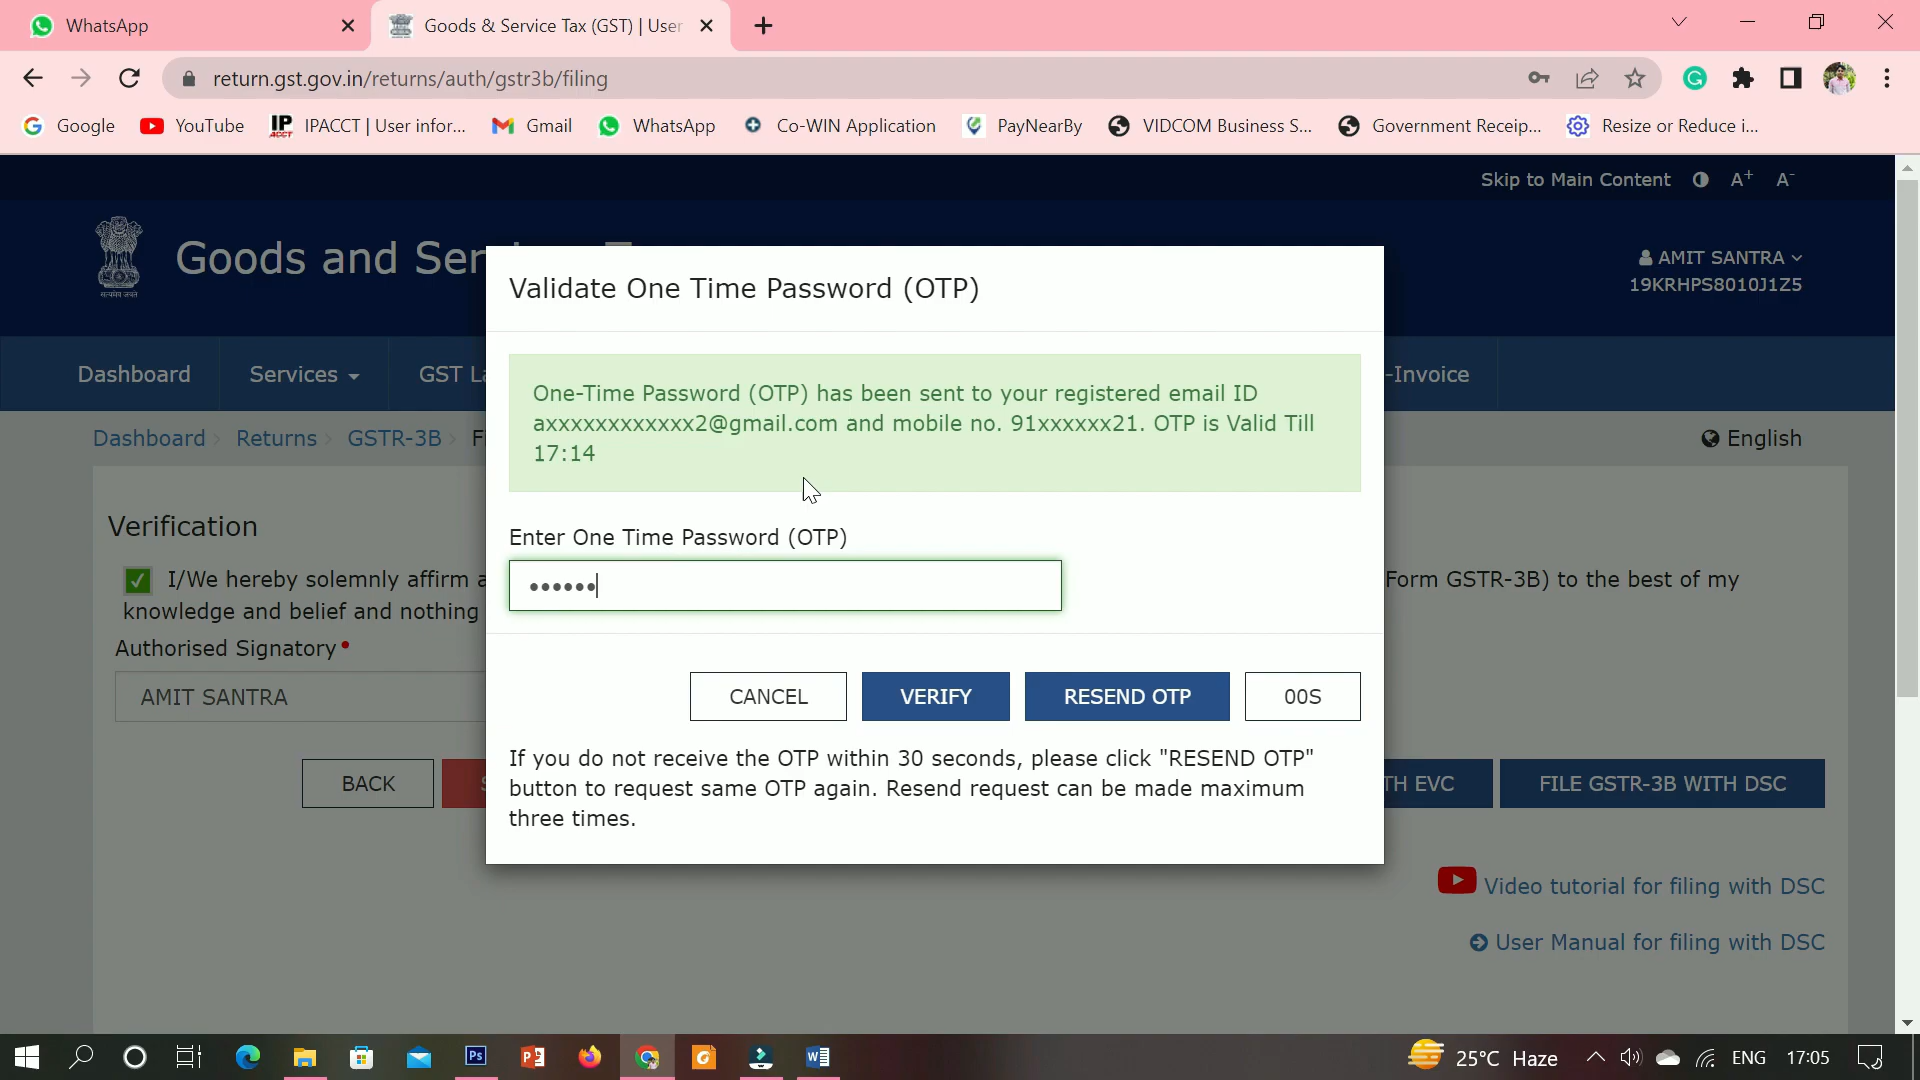 WhatsApp
Goods & Service Tax (GST) | User
return.gst.gov.in/returns/auth/gstr3b/filing
Google YouTube IPACCT | User infor... Gmail WhatsApp Co-WIN Application PayNearBy VIDCOM Business S... Government Receip... Resize or Reduce i...
Skip to Main Content A+ A-
Goods and Ser
AMIT SANTRA
19KRHPS8010J1Z5
Dashboard Services GST La -Invoice
Dashboard > Returns > GSTR-3B > F
English
Validate One Time Password (OTP)
One-Time Password (OTP) has been sent to your registered email ID
axxxxxxxxxxxx2@gmail.com and mobile no. 91xxxxxx21. OTP is Valid Till
17:14
Enter One Time Password (OTP)
••••••
CANCEL VERIFY RESEND OTP 00S
If you do not receive the OTP within 30 seconds, please click "RESEND OTP"
button to request same OTP again. Resend request can be made maximum
three times.
Verification
I/We hereby solemnly affirm a Form GSTR-3B) to the best of my
knowledge and belief and nothing
Authorised Signatory
AMIT SANTRA
BACK S TH EVC FILE GSTR-3B WITH DSC
Video tutorial for filing with DSC
User Manual for filing with DSC
25°C Haze ENG 17:05